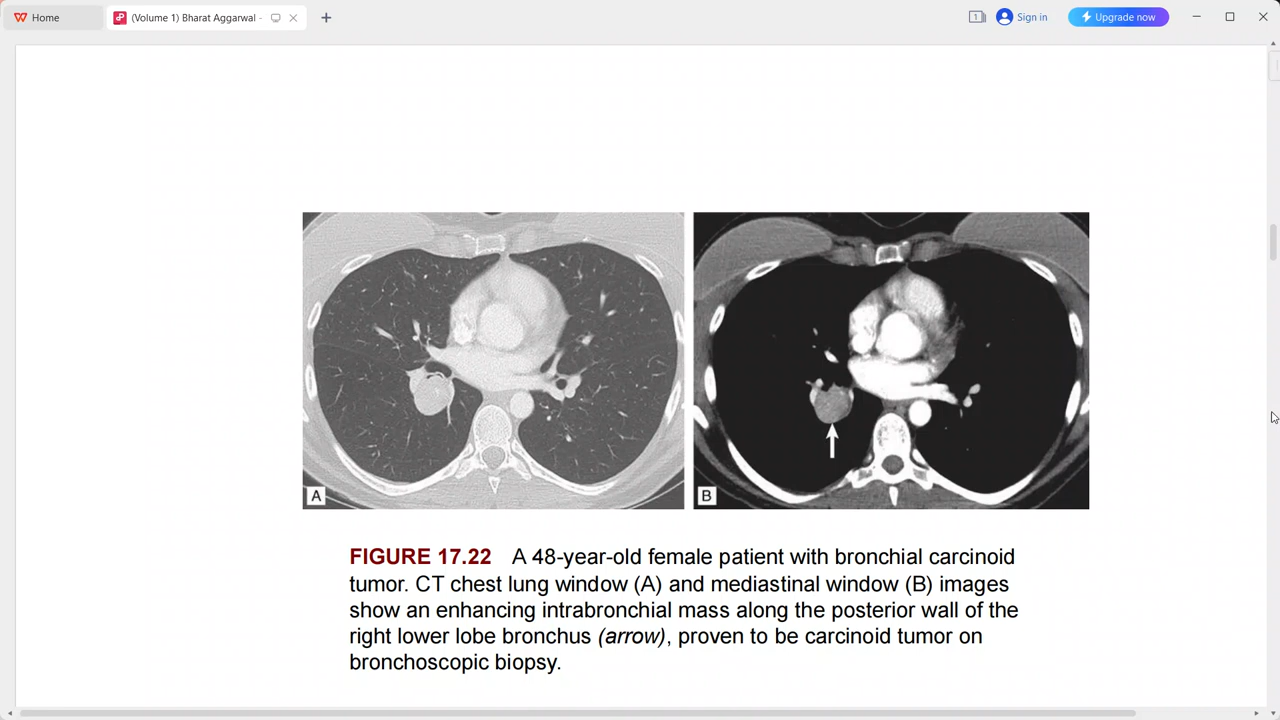 Home
(Volume 1) Bharat Aggarwal -
1
Sign in
Upgrade now
A
B
FIGURE 17.22 A 48-year-old female patient with bronchial carcinoid
tumor. CT chest lung window (A) and mediastinal window (B) images
show an enhancing intrabronchial mass along the posterior wall of the
right lower lobe bronchus (arrow), proven to be carcinoid tumor on
bronchoscopic biopsy.